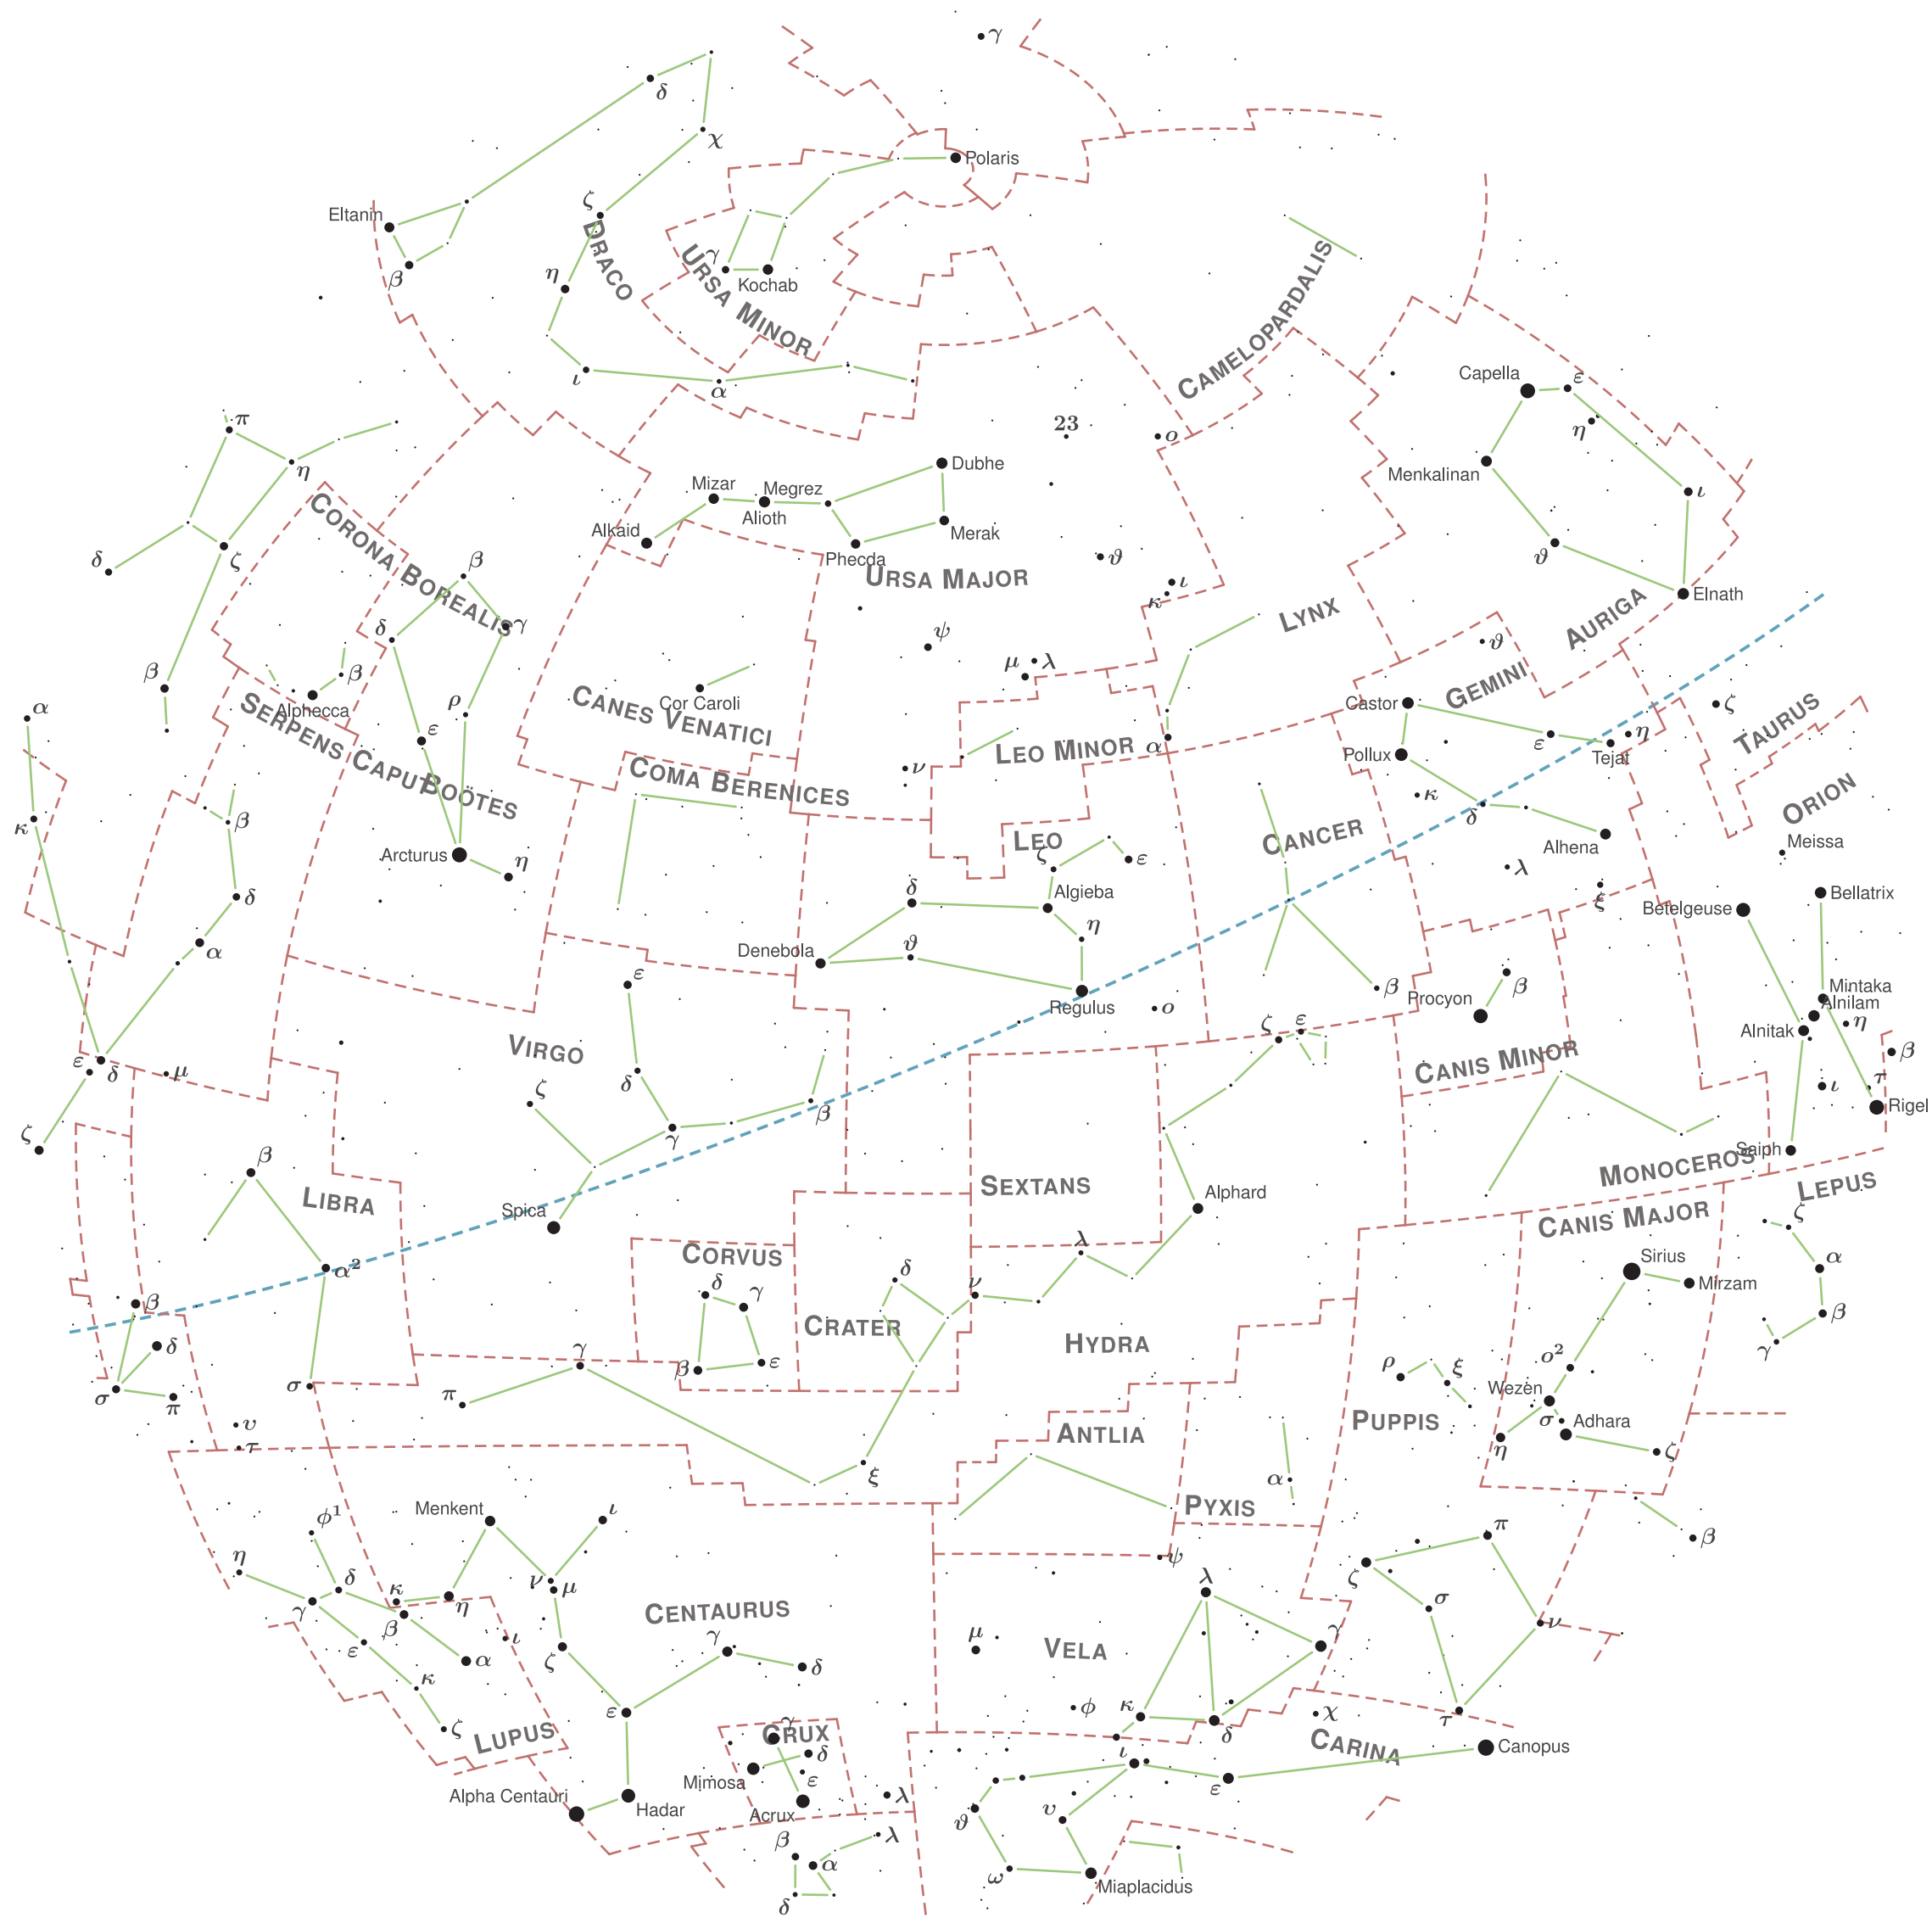 γ
δ
χ
Polaris
ζ
Eltanin
DRACO
β
η
γ
Kochab
URSA MINOR
CAMELOPARDALIS
ι
α
Capella
ε
η
π
23
ο
η
Dubhe
Menkalinan
ι
Mizar
Megrez
Alioth
Alkaid
Merak
Phecda
CORONA BOREALIS
δ
ζ
β
ϑ
ϑ
URSA MAJOR
ι
κ
Elnath
LYNX
AURIGA
δ
γ
ψ
μ
λ
ϑ
β
β
Alphecca
ρ
Cor Caroli
CANES VENATICI
Castor
GEMINI
ζ
TAURUS
α
SERPENS CAPUT
ε
LEO MINOR
α
Pollux
ε
Tejat
η
ν
COMA BERENICES
BOÖTES
κ
δ
ORION
κ
β
Arcturus
η
LEO
ζ
ε
CANCER
Alhena
Meissa
λ
δ
δ
Algieba
ξ
Betelgeuse
Bellatrix
α
Denebola
ϑ
η
ε
Regulus
ο
β
Procyon
β
Mintaka
Alnilam
Alnitak
η
VIRGO
ζ
ε
CANIS MINOR
β
ε
δ
μ
ζ
δ
β
ι
π
Rigel
ζ
γ
β
LIBRA
SEXTANS
Alphard
MONOCEROS
Saiph
LEPUS
Spica
CANIS MAJOR
ζ
CORVUS
λ
Sirius
α
α²
δ
γ
δ
ν
Mirzam
β
β
CRATER
HYDRA
δ
γ
β
ε
γ
ρ
ξ
ο²
σ
π
σ
π
Wezen
υ
τ
ANTLIA
PUPPIS
σ
Adhara
η
ζ
ξ
α
Menkent
ι
PYXIS
φ¹
π
β
η
δ
κ
ν
μ
ψ
ζ
γ
β
η
λ
σ
CENTAURUS
ε
ι
ζ
γ
μ
VELA
γ
ν
κ
α
δ
ζ
ε
φ
κ
δ
χ
τ
LUPUS
γ
CRUX
δ
ι
CARINA
Canopus
Mimosa
ε
ε
Alpha Centauri
Hadar
Acrux
λ
ϑ
υ
β
λ
α
ω
Miaplacidus
δ